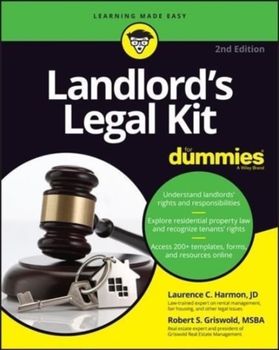 LEARNING MADE EASY
2nd Edition
Landlord's
Legal Kit
for
dummies
A Wiley Brand
Understand landlords'
rights and responsibilities
Explore residential property law
and recognize tenants' rights
Access 200+ templates, forms,
and resources online
Laurence C. Harmon, JD
Law-trained expert on rental management,
fair housing, and other legal issues
Robert S. Griswold, MSBA
Real estate expert and president of
Griswold Real Estate Management